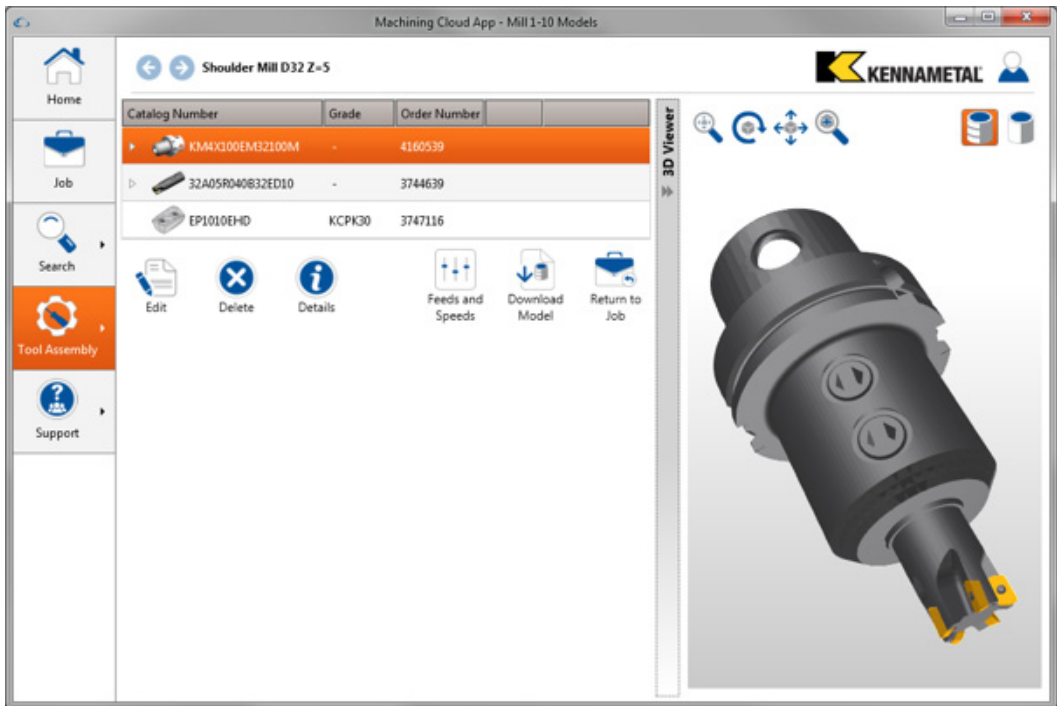 Machining Cloud App - Mill 1-10 Models
Home
Job
Search
Tool Assembly
Support
Shoulder Mill D32 Z=5
KENNAMETAL
Catalog Number Grade Order Number
KM4X100EM32100M - 4160539
32A05R040B32ED10 - 3744639
EP1010EHD KCPK30 3747116
Edit
Delete
Details
Feeds and
Speeds
Download
Model
Return to
Job
3D Viewer